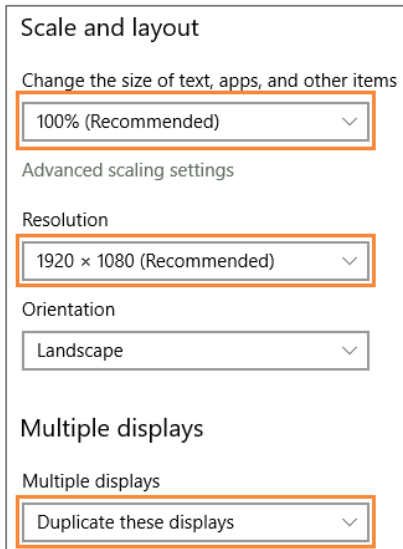 Scale and layout
Change the size of text, apps, and other items
100% (Recommended)
Advanced scaling settings
Resolution
1920 × 1080 (Recommended)
Orientation
Landscape
Multiple displays
Multiple displays
Duplicate these displays